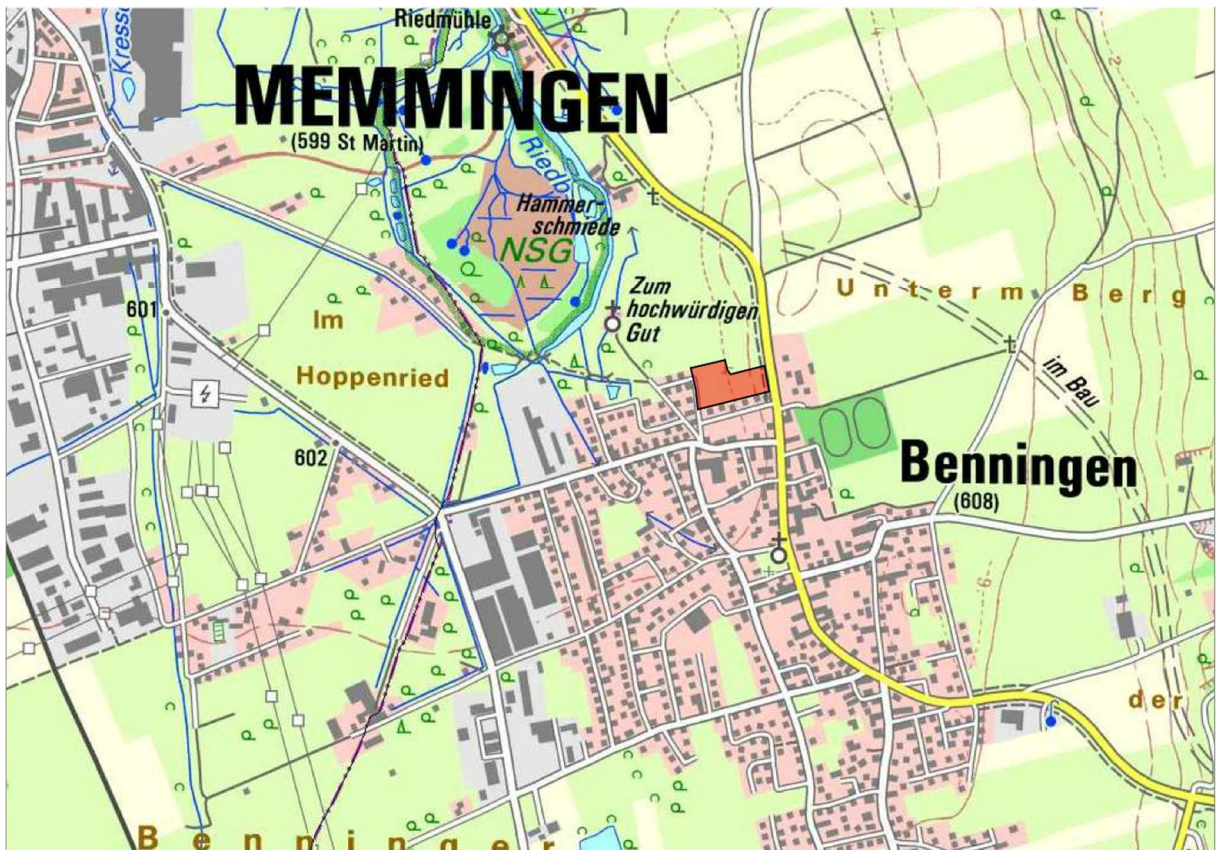 Riedmühle
Kress
MEMMINGEN
(599 St Martin)
Riedb
Hammer-
schmiede
NSG
Zum
hochwürdigen
Gut
Unterm Berg
601
Im
Hoppenried
im Bau
602
Benningen
(608)
der
Benninger